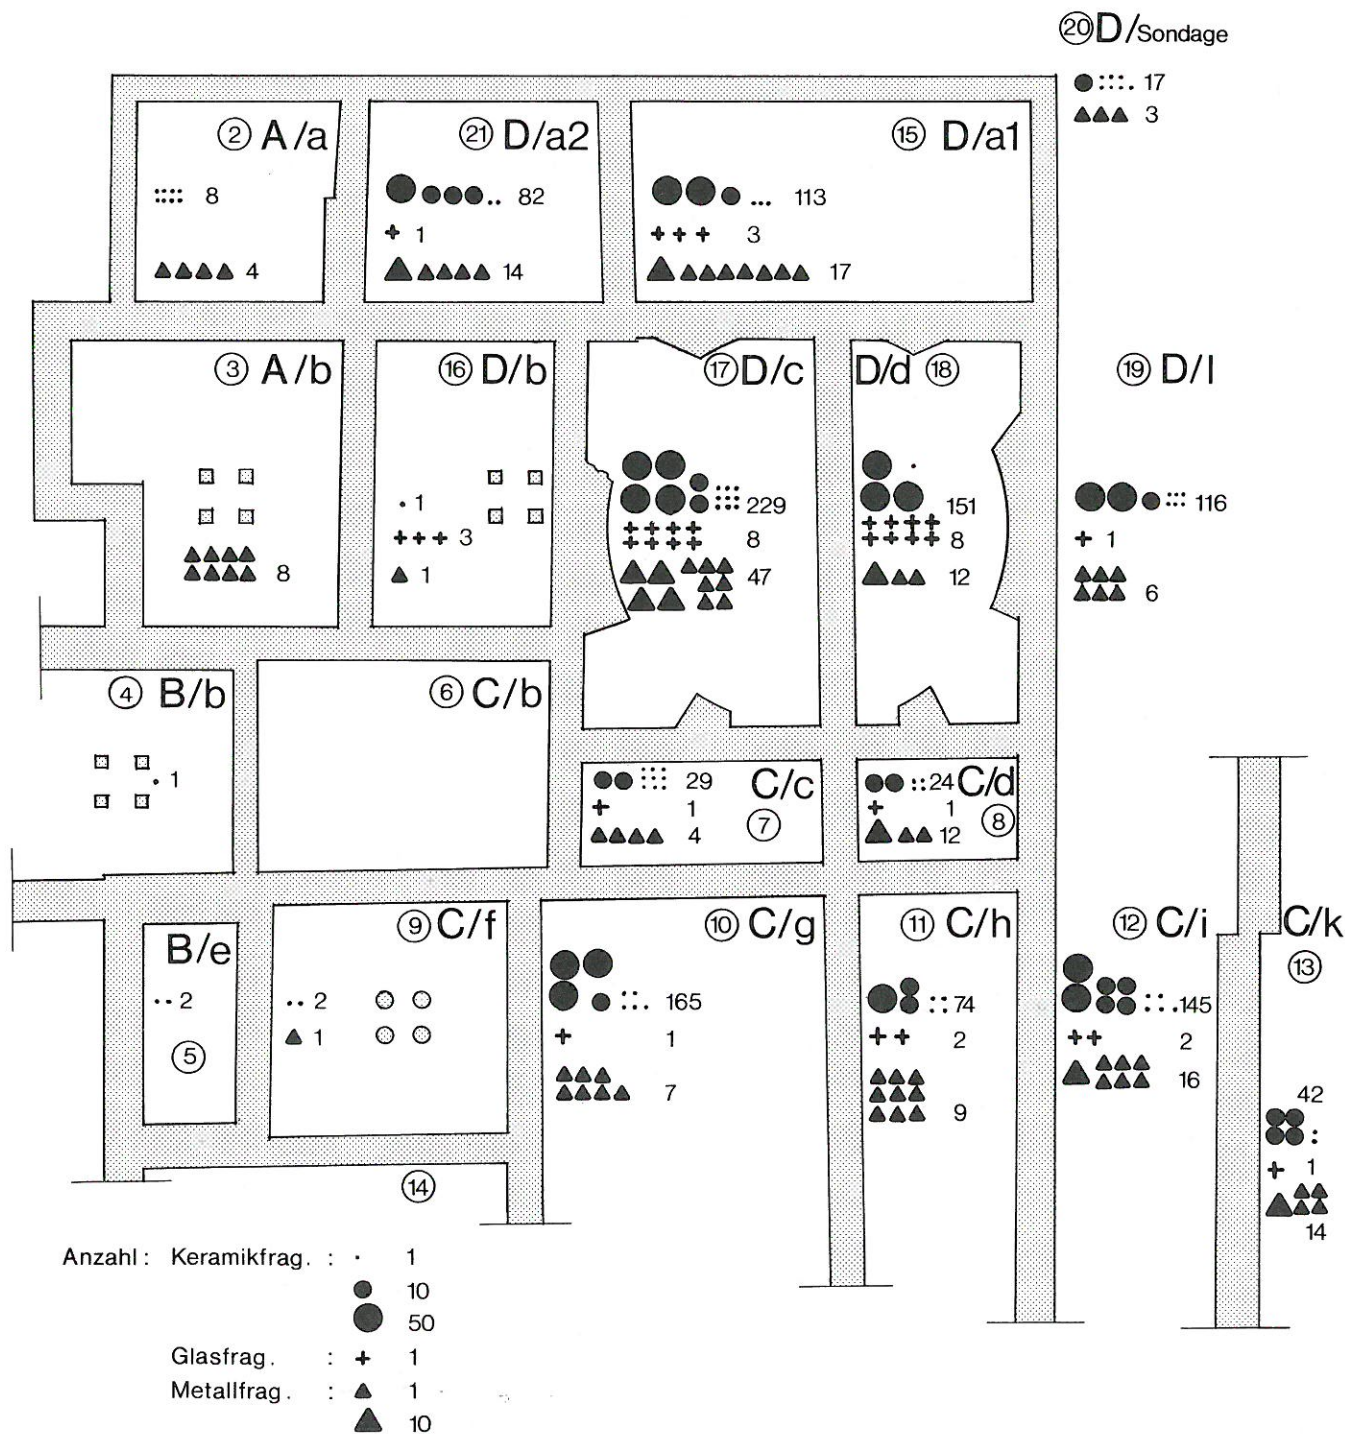 20 D/Sondage
17
3
2 A/a
8
4
21 D/a2
82
1
14
15 D/a1
113
3
17
3 A/b
8
16 D/b
1
3
1
17 D/c
229
8
47
D/d 18
151
8
12
19 D/l
116
1
6
4 B/b
1
6 C/b
29 C/c
1
4 7
24 C/d
1
12 8
B/e
2
5
9 C/f
2
1
10 C/g
165
1
7
11 C/h
74
2
9
12 C/i
145
2
16
C/k
13
42
1
14
14
Anzahl : Keramikfrag. : · 1
10
50
Glasfrag. : + 1
Metallfrag. : ▲ 1
▲ 10